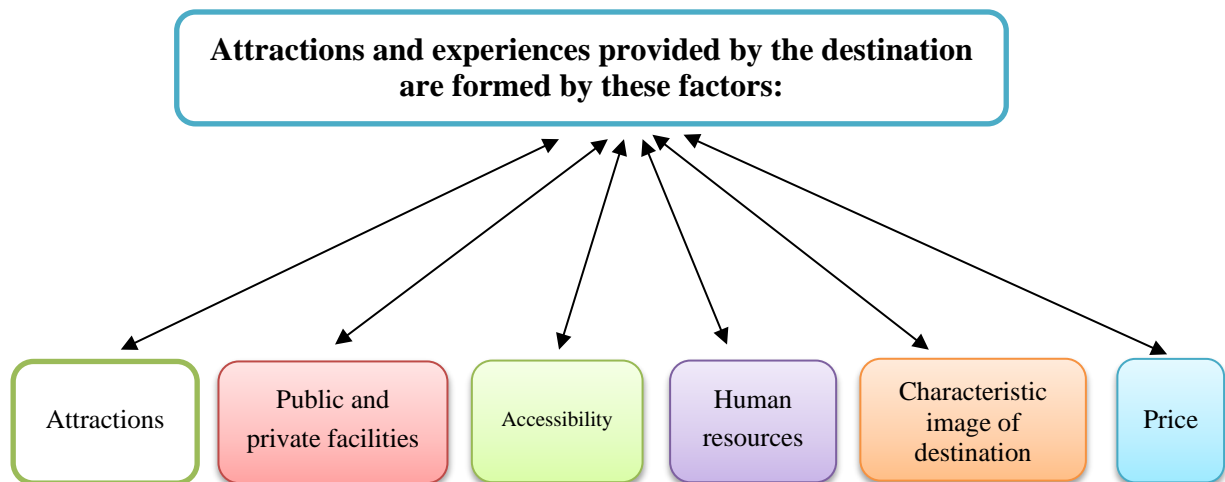 Attractions and experiences provided by the destination
are formed by these factors:
Attractions
Public and
private facilities
Accessibility
Human
resources
Characteristic
image of
destination
Price